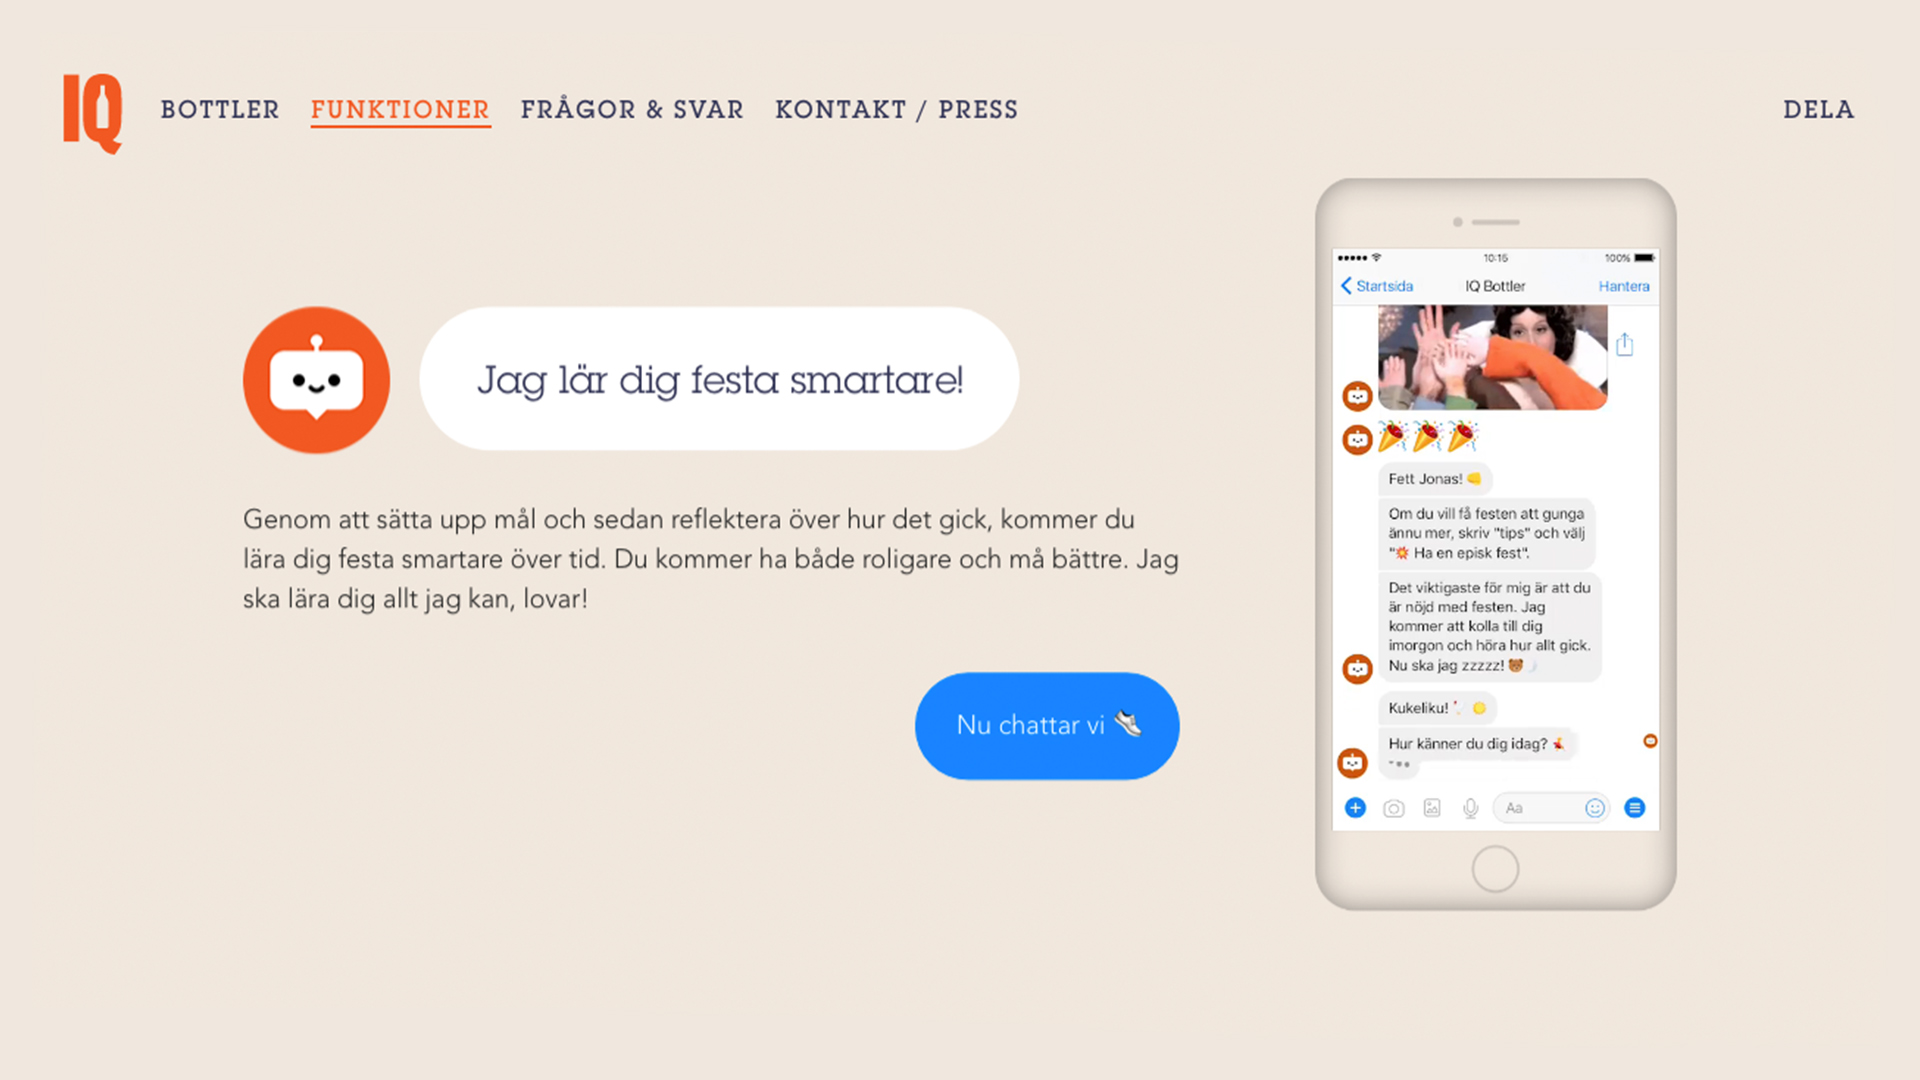 IQ
BOTTLER
FUNKTIONER
FRÅGOR & SVAR
KONTAKT / PRESS
DELA
Jag lär dig festa smartare!
Genom att sätta upp mål och sedan reflektera över hur det gick, kommer du
lära dig festa smartare över tid. Du kommer ha både roligare och må bättre. Jag
ska lära dig allt jag kan, lovar!
Nu chattar vi
10:15
100%
Startsida
IQ Bottler
Hantera
Fett Jonas!
Om du vill få festen att gunga
ännu mer, skriv "tips" och välj
"💥 Ha en episk fest".
Det viktigaste för mig är att du
är nöjd med festen. Jag
kommer att kolla till dig
imorgon och höra hur allt gick.
Nu ska jag zzzzz!
Kukeliku!
Hur känner du dig idag?
Aa